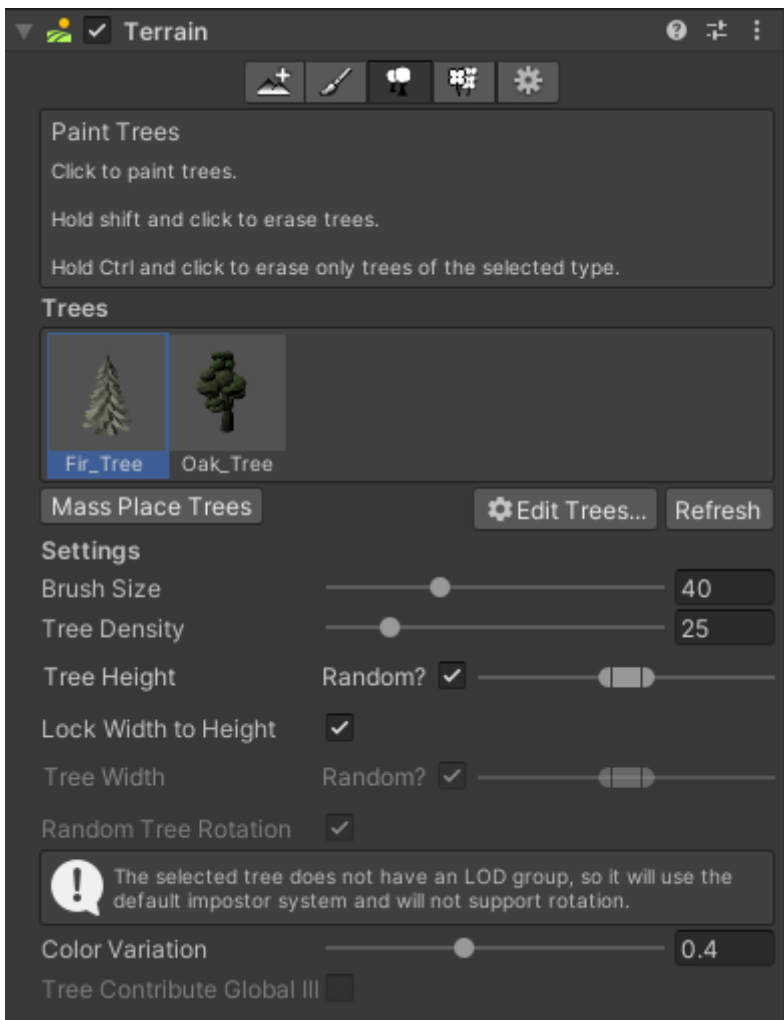 Terrain
Paint Trees
Click to paint trees.
Hold shift and click to erase trees.
Hold Ctrl and click to erase only trees of the selected type.
Trees
Fir_Tree Oak_Tree
Mass Place Trees Edit Trees... Refresh
Settings
Brush Size 40
Tree Density 25
Tree Height Random?
Lock Width to Height
Tree Width Random?
Random Tree Rotation
The selected tree does not have an LOD group, so it will use the
default impostor system and will not support rotation.
Color Variation 0.4
Tree Contribute Global Ill